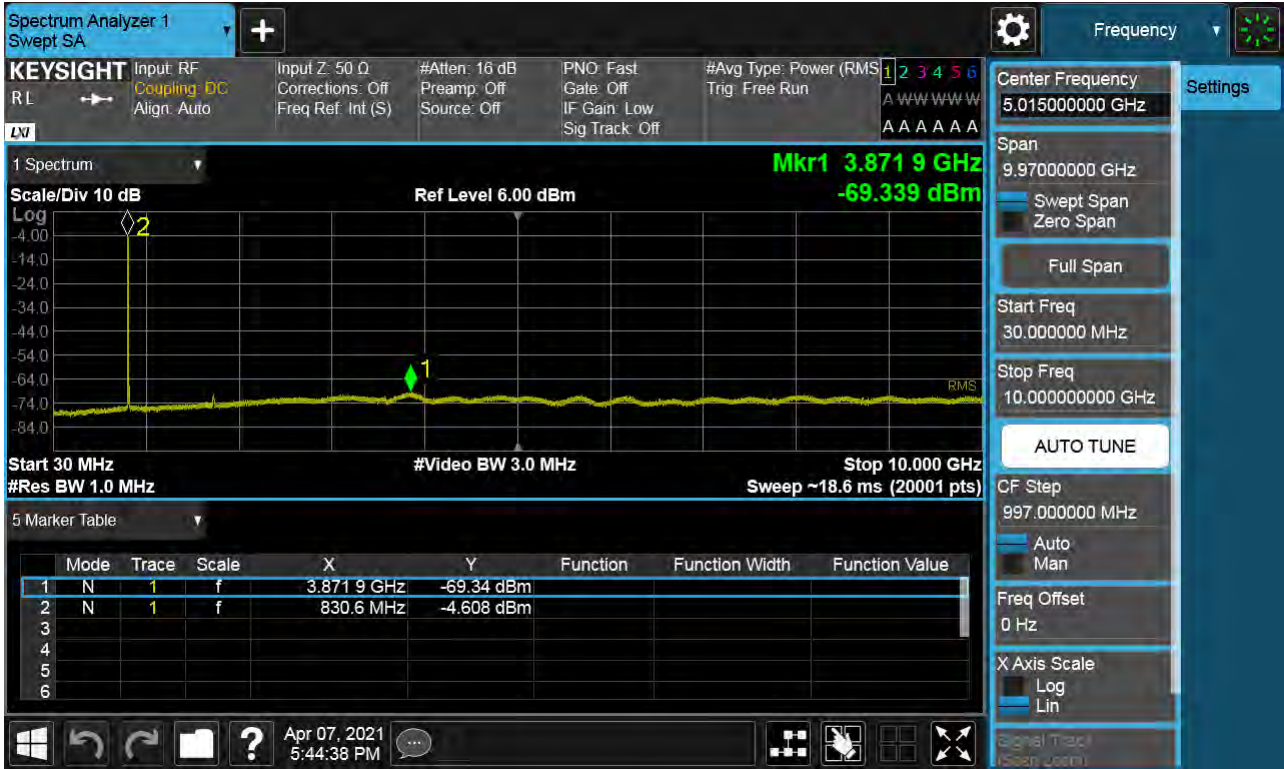 Spectrum Analyzer 1
Swept SA
+
Frequency
KEYSIGHT
RL
LXI
Input: RF
Coupling: DC
Align: Auto
Input Z: 50 Ω
Corrections: Off
Freq Ref: Int (S)
#Atten: 16 dB
Preamp: Off
Source: Off
PNO: Fast
Gate: Off
IF Gain: Low
Sig Track: Off
#Avg Type: Power (RMS
Trig: Free Run
1 2 3 4 5 6
A W W W W W
A A A A A A
1 Spectrum
Mkr1 3.871 9 GHz
Scale/Div 10 dB
Ref Level 6.00 dBm
-69.339 dBm
Log
-4.00
-14.0
-24.0
-34.0
-44.0
-54.0
-64.0
-74.0
-84.0
2
1
RMS
Start 30 MHz
#Video BW 3.0 MHz
Stop 10.000 GHz
#Res BW 1.0 MHz
Sweep ~18.6 ms (20001 pts)
5 Marker Table
Mode Trace Scale X Y Function Function Width Function Value
1 N 1 f 3.871 9 GHz -69.34 dBm
2 N 1 f 830.6 MHz -4.608 dBm
3
4
5
6
?
Apr 07, 2021
5:44:38 PM
Center Frequency
5.015000000 GHz
Settings
Span
9.97000000 GHz
Swept Span
Zero Span
Full Span
Start Freq
30.000000 MHz
Stop Freq
10.000000000 GHz
AUTO TUNE
CF Step
997.000000 MHz
Auto
Man
Freq Offset
0 Hz
X Axis Scale
Log
Lin
Signal Track
(Span Zoom)